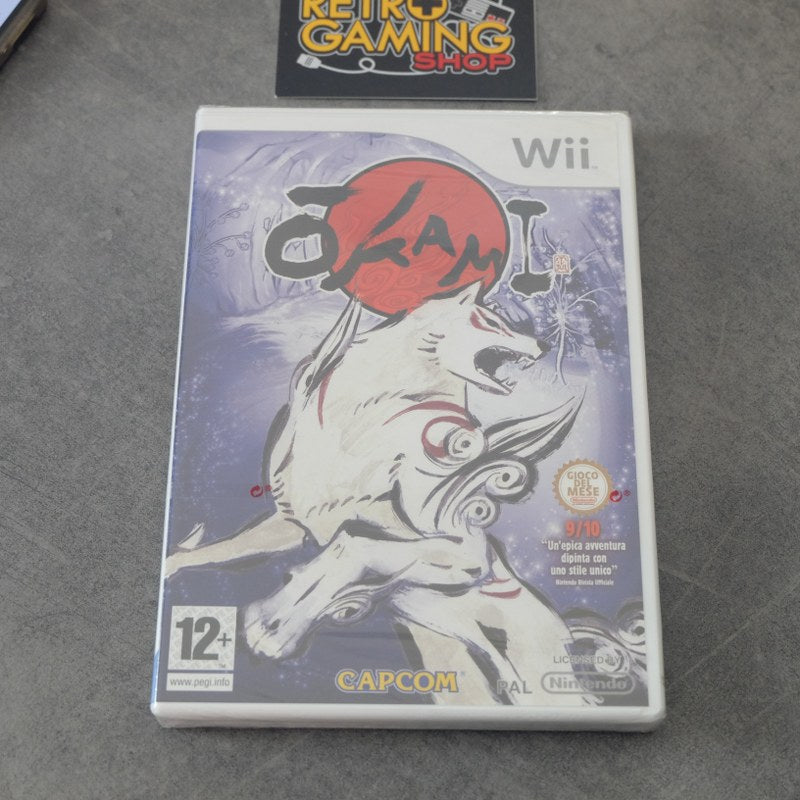 RETRO
GAMING
SHOP
Wii
ŌKAMI
GIOCO
DEL
MESE
9/10
"Un'epica avventura
dipinta con
uno stile unico"
Nintendo Rivista Ufficiale
12+
www.pegi.info
CAPCOM
PAL
LICENSED BY
Nintendo